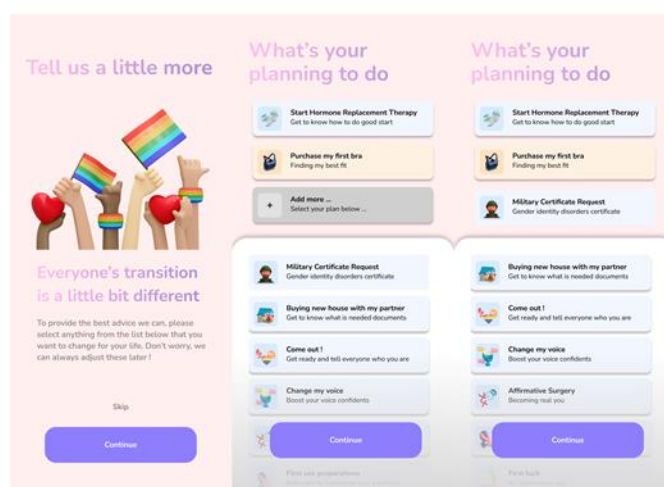 Tell us a little more
Everyone's transition
is a little bit different
To provide the best advice we can, please
select anything from the list below that you
want to change for your life. Don't worry, we
can always adjust these later !
Skip
Continue
What's your
planning to do
Start Hormone Replacement Therapy
Get to know how to do good start
Purchase my first bra
Finding my best fit
+
Add more ...
Select your plan below ...
Military Certificate Request
Gender identity disorders certificate
Buying new house with my partner
Get to know what is needed documents
Come out !
Get ready and tell everyone who you are
Change my voice
Boost your voice confidents
Continue
What's your
planning to do
Start Hormone Replacement Therapy
Get to know how to do good start
Purchase my first bra
Finding my best fit
Military Certificate Request
Gender identity disorders certificate
Buying new house with my partner
Get to know what is needed documents
Come out !
Get ready and tell everyone who you are
Change my voice
Boost your voice confidents
Affirmative Surgery
Becoming real you
Continue